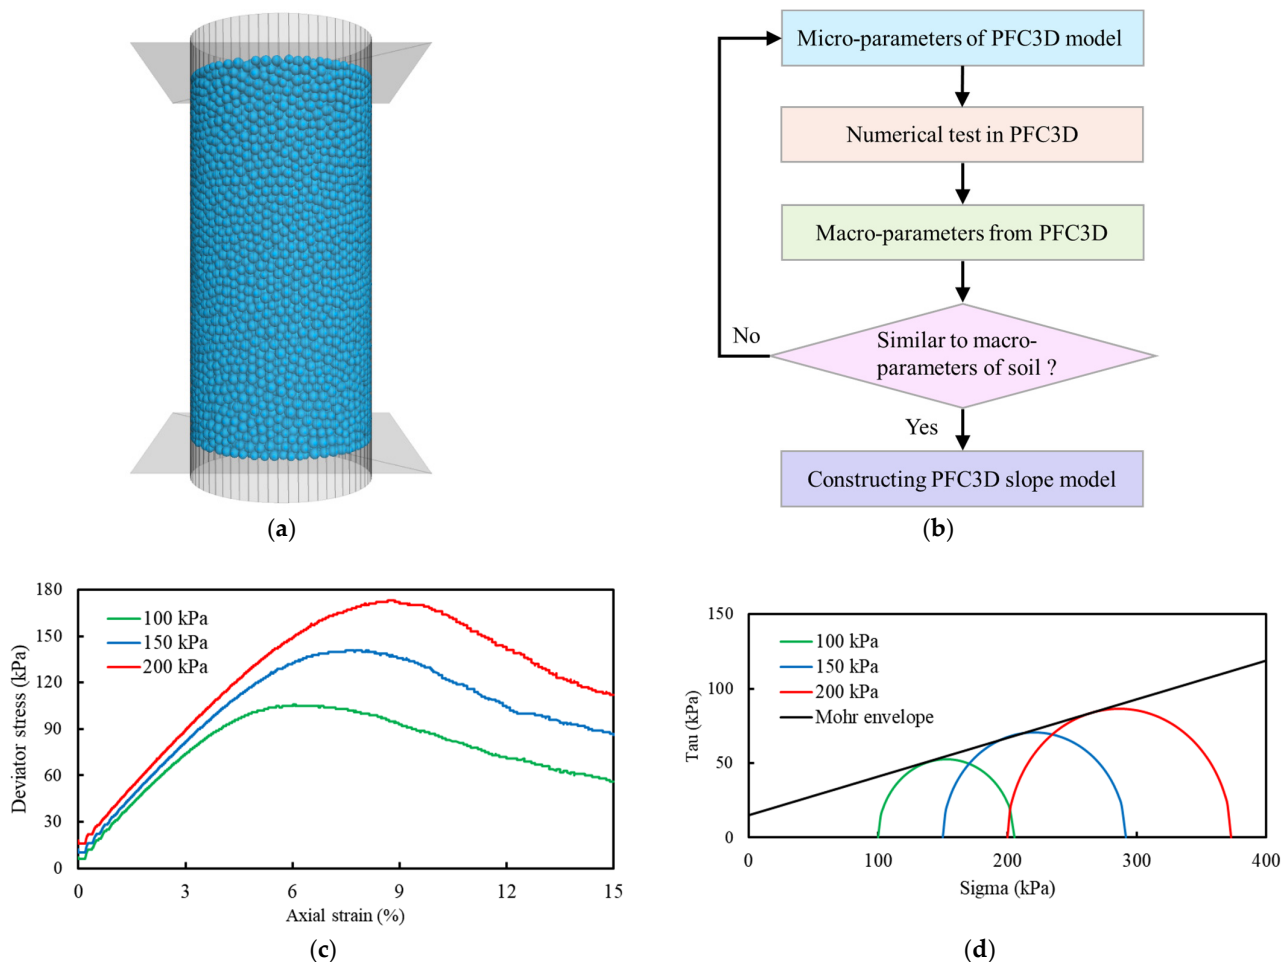 Micro-parameters of PFC3D model
Numerical test in PFC3D
Macro-parameters from PFC3D
No
Similar to macro-
parameters of soil ?
Yes
Constructing PFC3D slope model
(a)
(b)
180
150
120
90
60
30
0
Deviator stress (kPa)
100 kPa
150 kPa
200 kPa
0
3
6
9
12
15
Axial strain (%)
(c)
150
100
50
0
Tau (kPa)
100 kPa
150 kPa
200 kPa
Mohr envelope
0
100
200
300
400
Sigma (kPa)
(d)